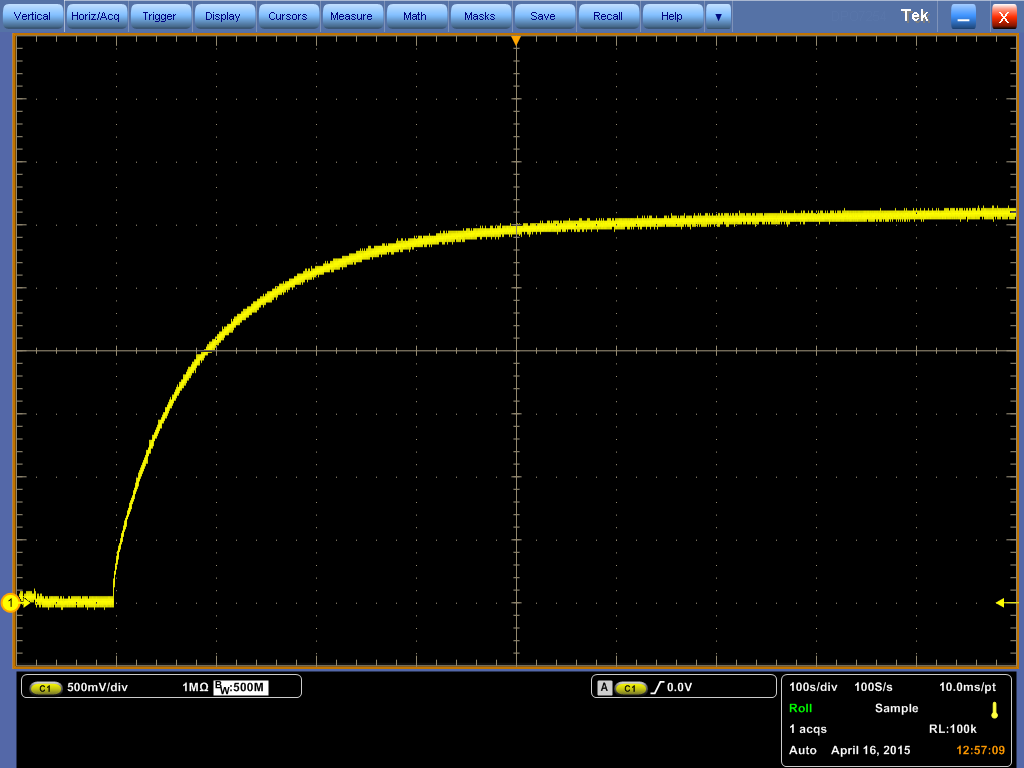 Vertical Horiz/Acq Trigger Display Cursors Measure Math Masks Save Recall Help ▼ Tek X
1
C1 500mV/div 1MΩ BW:500M
A C1 0.0V
100s/div 100S/s 10.0ms/pt
Roll Sample
1 acqs RL:100k
Auto April 16, 2015 12:57:09